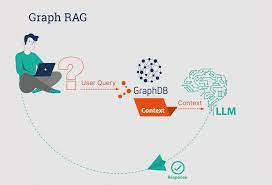 Graph RAG
User Query
GraphDB
Context
Context
LLM
Response